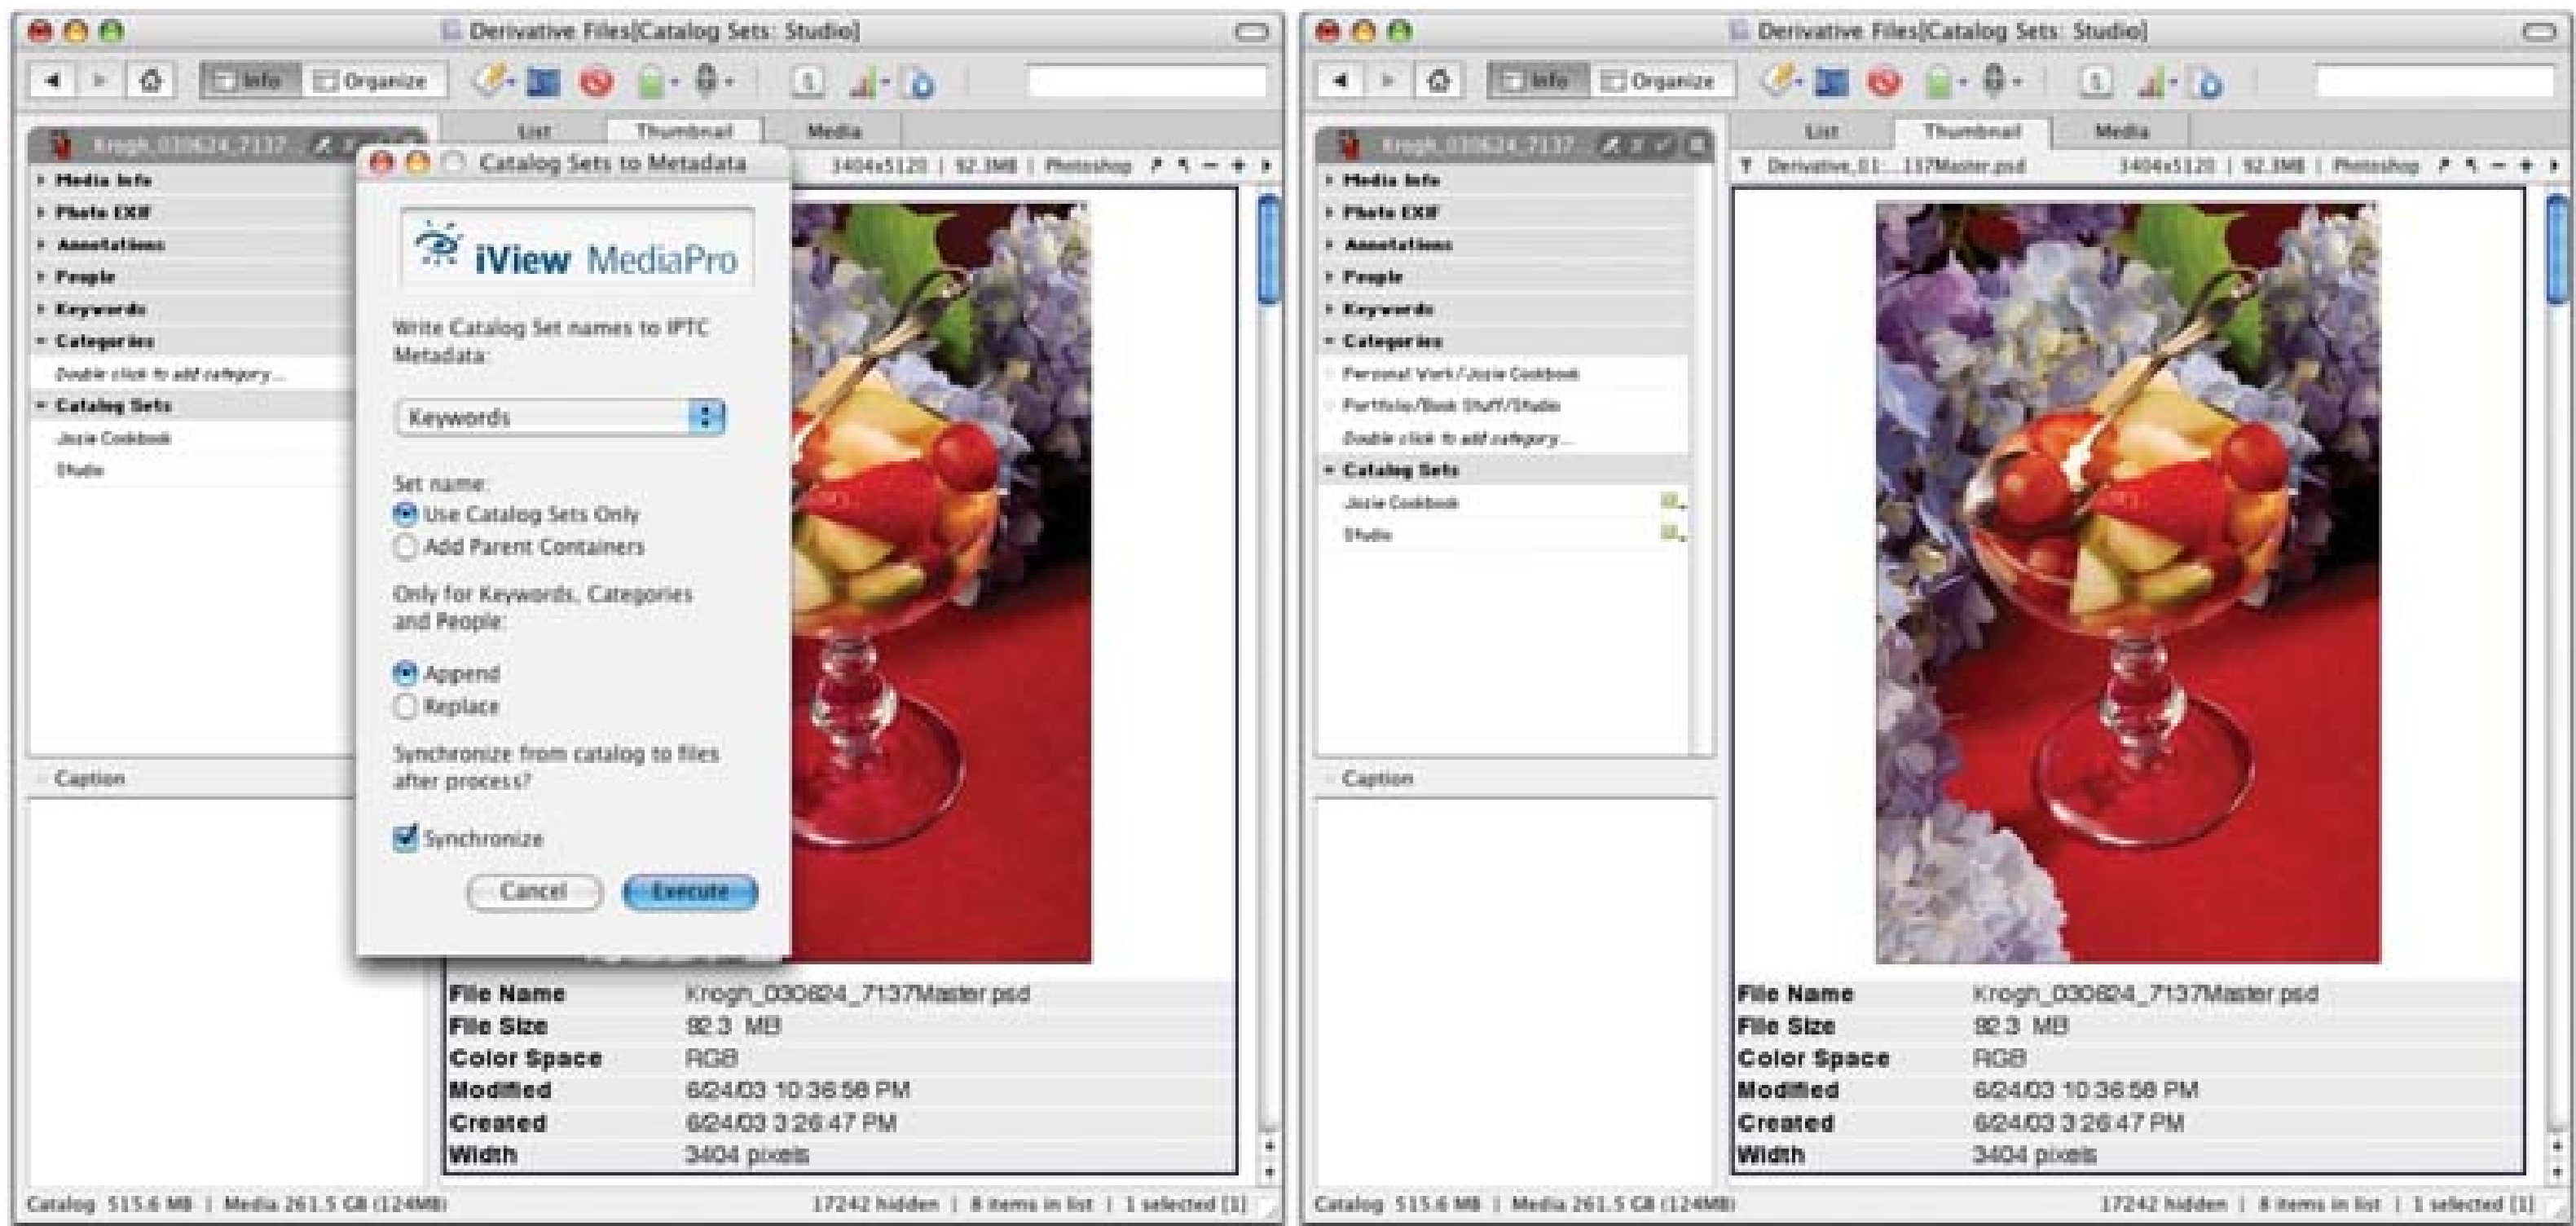 Derivative Files[Catalog Sets: Studio]
Info
Organize
List
Thumbnail
Media
Krogh_030624_7137
3404x5120 | 92.3MB | Photoshop
Media Info
Photo EXIF
Annotations
People
Keywords
Categories
Double click to add category...
Catalog Sets
Jozie Cookbook
Studio
Caption
Catalog Sets to Metadata
iView MediaPro
Write Catalog Set names to IPTC
Metadata:
Keywords
Set name:
Use Catalog Sets Only
Add Parent Containers
Only for Keywords, Categories
and People:
Append
Replace
Synchronize from catalog to files
after process?
Synchronize
Cancel
Execute
File Name Krogh_030624_7137Master.psd
File Size 92.3 MB
Color Space RGB
Modified 6/24/03 10:36:58 PM
Created 6/24/03 3:26:47 PM
Width 3404 pixels
Catalog 515.6 MB | Media 261.5 GB (124MB)
17242 hidden | 8 items in list | 1 selected [1]
Derivative Files[Catalog Sets: Studio]
Info
Organize
List
Thumbnail
Media
Krogh_030624_7137
Derivative_01...137Master.psd
3404x5120 | 92.3MB | Photoshop
Media Info
Photo EXIF
Annotations
People
Keywords
Categories
Personal Work/Jozie Cookbook
Portfolio/Book Stuff/Studio
Double click to add category...
Catalog Sets
Jozie Cookbook
Studio
Caption
File Name Krogh_030624_7137Master.psd
File Size 92.3 MB
Color Space RGB
Modified 6/24/03 10:36:58 PM
Created 6/24/03 3:26:47 PM
Width 3404 pixels
Catalog 515.6 MB | Media 261.5 GB (124MB)
17242 hidden | 8 items in list | 1 selected [1]